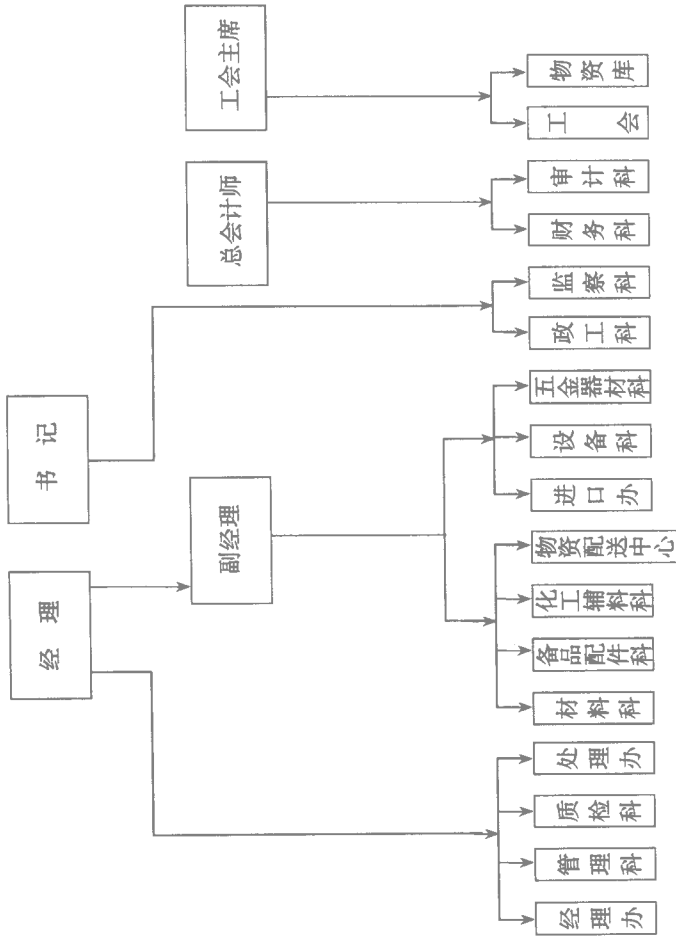 经 理
书 记
副经理
总会计师
工会主席
经理办
管理科
质检科
处理办
材料科
备品配件科
化工辅料科
物资配送中心
进口办
设备科
五金器材科
政工科
监察科
财务科
审计科
工 会
物资库